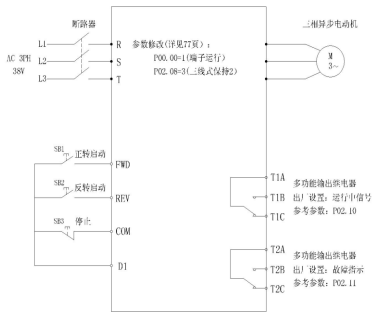 断路器
三相异步电动机
L1
R
参数修改(详见77页):
AC 3PH
L2
S
P00.00=1(端子运行)
M
38V
L3
T
P02.08=3(三线式保持2)
3~
SB1
正转启动
FWD
SB2
反转启动
REV
SB3
停止
COM
DI
T1A
多功能输出继电器
T1B
出厂设置: 运行中信号
T1C
参考参数: P02.10
T2A
多功能输出继电器
T2B
出厂设置: 故障指示
T2C
参考参数: P02.11